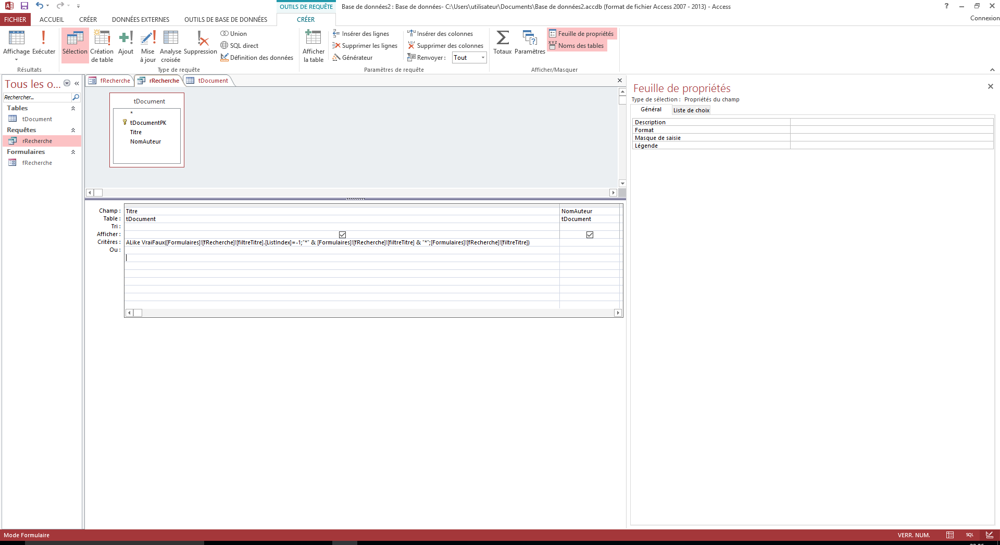 OUTILS DE REQUÊTE
Base de données2 : Base de données- C:\Users\utilisateur\Documents\Base de données2.accdb (format de fichier Access 2007 - 2013) - Access
?
FICHIER ACCUEIL CRÉER DONNÉES EXTERNES OUTILS DE BASE DE DONNÉES CRÉER
Connexion
Affichage
Exécuter
Résultats
Sélection
Création
de table
Ajout
Mise
à jour
Analyse
croisée
Suppression
Union
SQL direct
Définition des données
Type de requête
Afficher
la table
Insérer des lignes
Supprimer les lignes
Générateur
Insérer des colonnes
Supprimer des colonnes
Renvoyer : Tout
Paramètres de requête
Totaux
Paramètres
Feuille de propriétés
XYZ Noms des tables
Afficher/Masquer
Tous les o...
Rechercher...
Tables
tDocument
Requêtes
rRecherche
Formulaires
fRecherche
fRecherche rRecherche tDocument
tDocument
*
tDocumentPK
Titre
NomAuteur
Champ : Titre NomAuteur
Table : tDocument tDocument
Tri :
Afficher :
Critères : ALike VraiFaux([Formulaires]![fRecherche]![filtreTitre].[ListIndex]=-1;"*" & [Formulaires]![fRecherche]![filtreTitre] & "*";[Formulaires]![fRecherche]![filtreTitre])
Ou :
Feuille de propriétés
Type de sélection : Propriétés du champ
Général Liste de choix
Description
Format
Masque de saisie
Légende
Mode Formulaire
VERR. NUM.
SQL